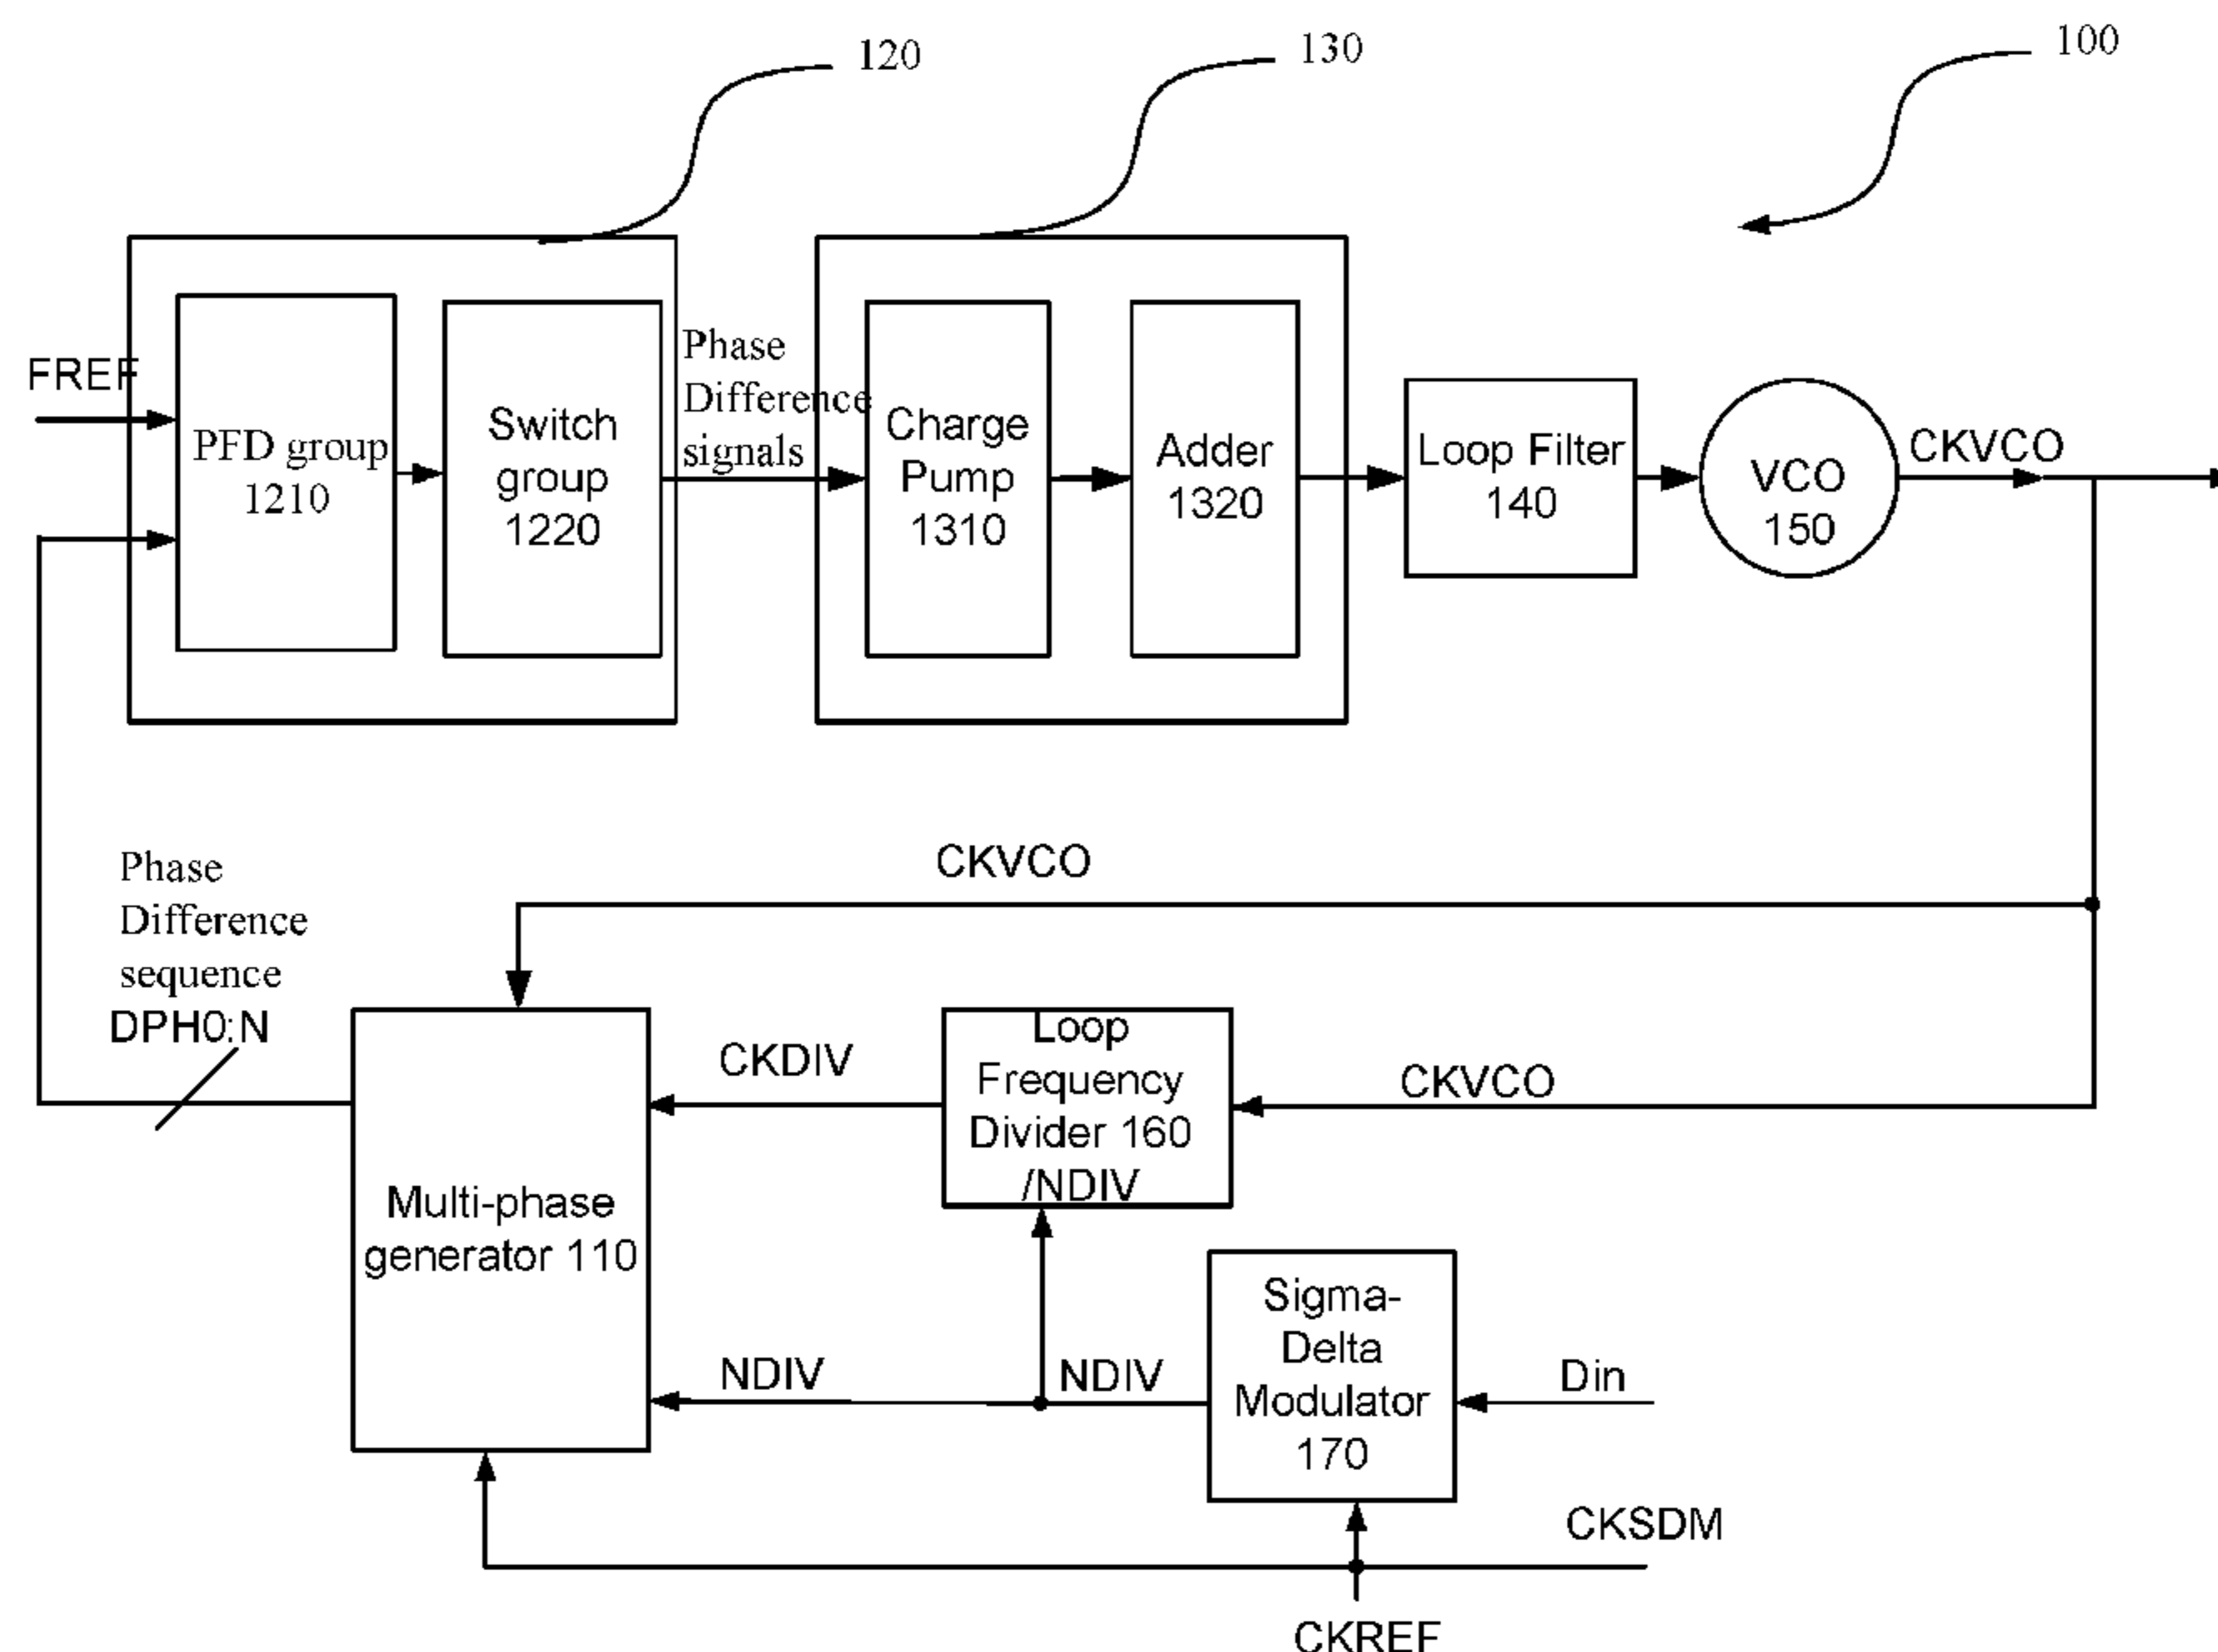 120
130
100
FREF
PFD group
1210
Switch
group
1220
Phase
Difference
signals
Charge
Pump
1310
Adder
1320
Loop Filter
140
VCO
150
CKVCO
CKVCO
Phase
Difference
sequence
DPH0:N
Multi-phase
generator 110
CKDIV
Loop
Frequency
Divider 160
/NDIV
CKVCO
NDIV
NDIV
Sigma-
Delta
Modulator
170
Din
CKSDM
CKREF